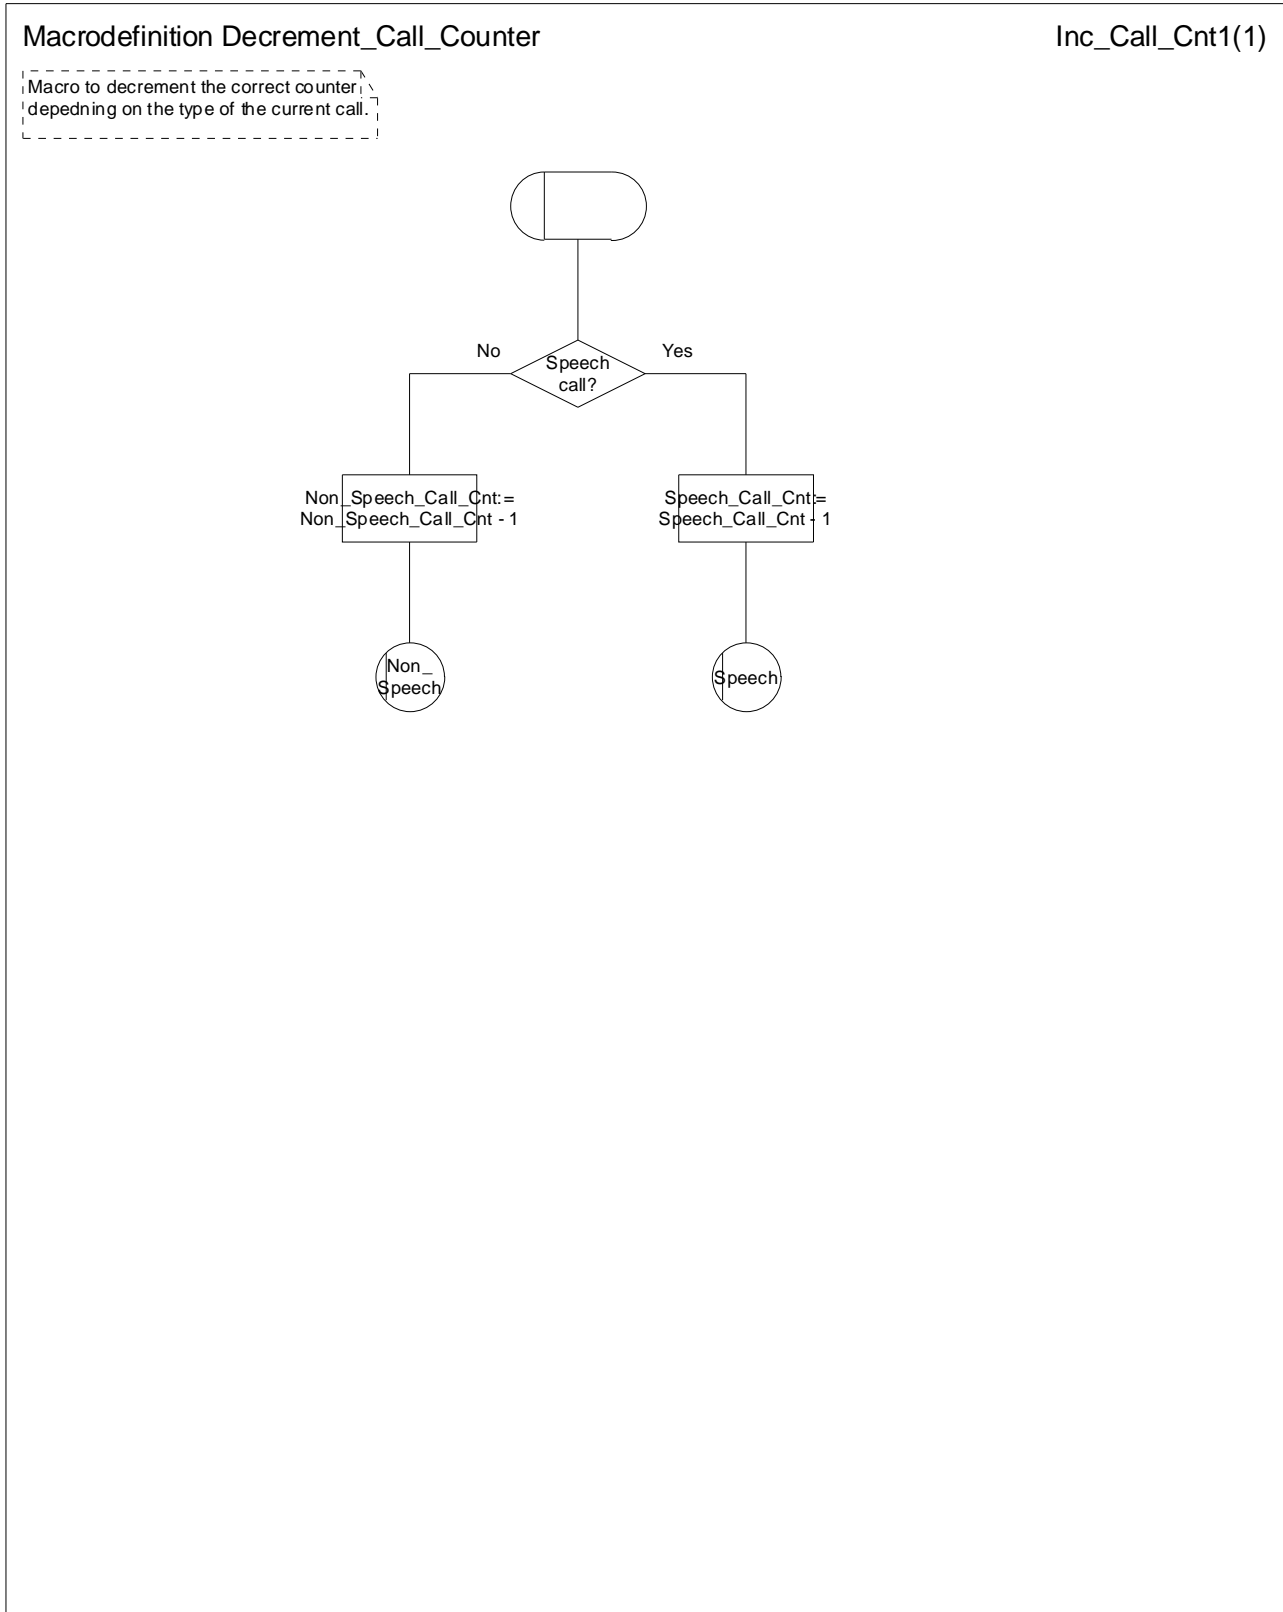 Macrodefinition Decrement_Call_Counter
Inc_Call_Cnt1(1)
Macro to decrement the correct counter
depedning on the type of the current call.
No
Yes
Speech
call?
Non_Speech_Call_Cnt:=
Non_Speech_Call_Cnt - 1
Speech_Call_Cnt:=
Speech_Call_Cnt - 1
Non_
Speech
Speech